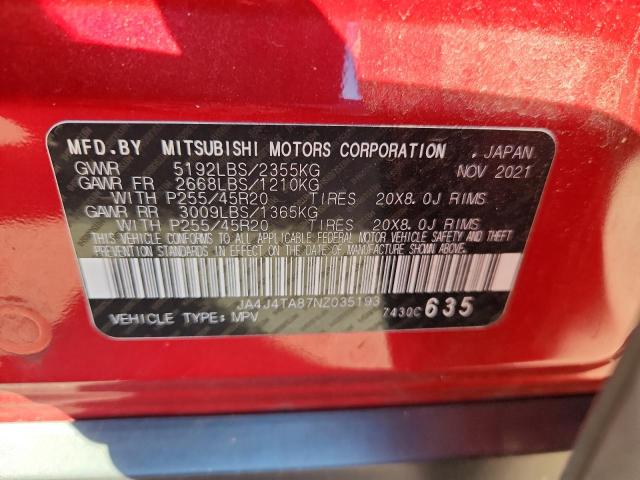 MFD.BY MITSUBISHI MOTORS CORPORATION , JAPAN
GVWR 5192LBS/2355KG NOV 2021
GAWR FR 2668LBS/1210KG
WITH P255/45R20 TIRES 20X8.0J RIMS
GAWR RR 3009LBS/1365KG
WITH P255/45R20 TIRES 20X8.0J RIMS
THIS VEHICLE CONFORMS TO ALL APPLICABLE FEDERAL MOTOR VEHICLE SAFETY AND THEFT
PREVENTION STANDARDS IN EFFECT ON THE DATE OF MANUFACTURE SHOWN ABOVE.
JA4J4TA87NZ035193
VEHICLE TYPE: MPV 7430C 635